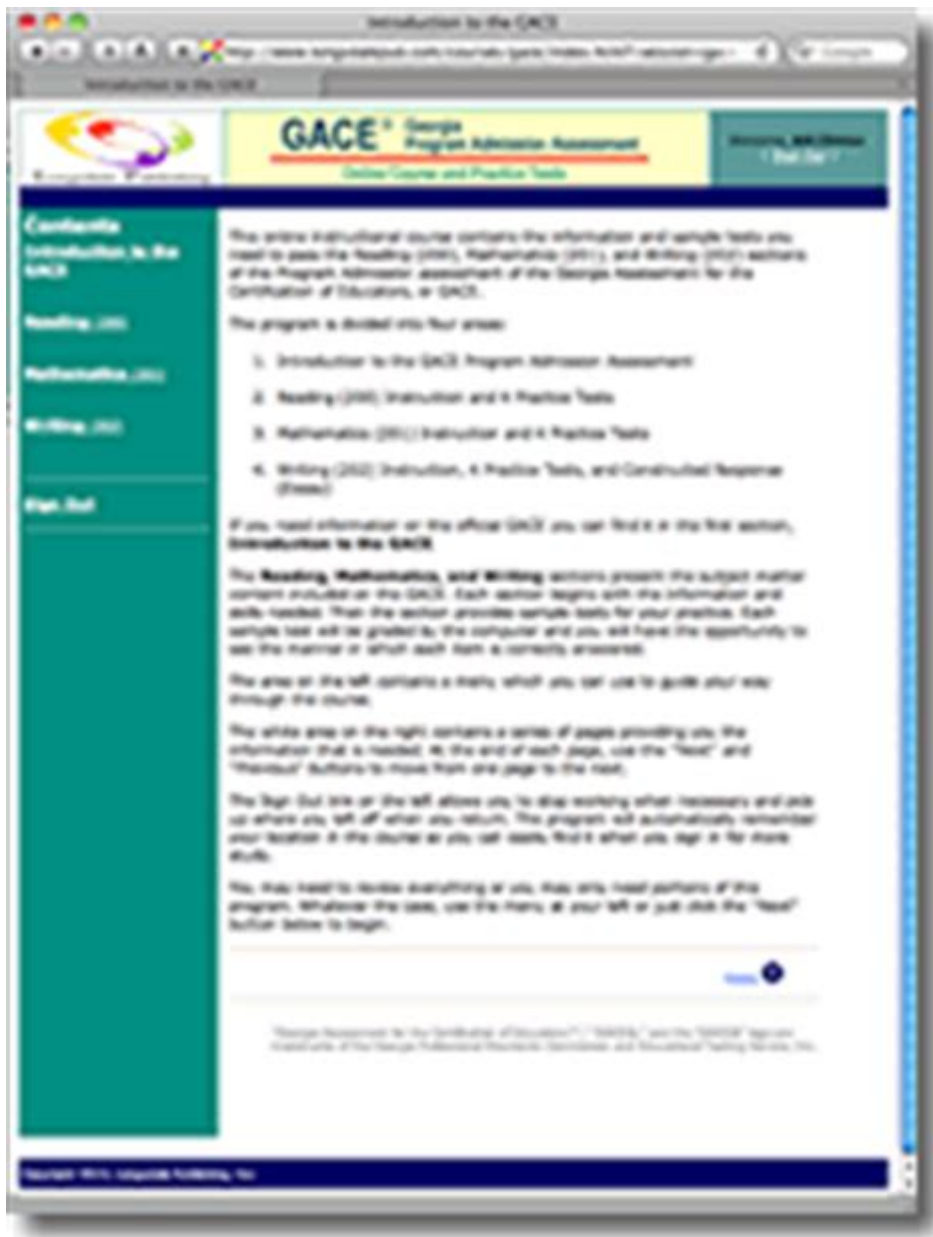 Introduction to the GACE
Introduction to the GACE
GACE® Georgia
Program Admission Assessment
Online Course and Practice Tests
Contents
Introduction to the
GACE
Reading (200)
Mathematics (201)
Writing (202)
Sign Out
This online instructional course contains the information and sample tests you
need to pass the Reading (200), Mathematics (201), and Writing (202) sections
of the Program Admission assessment of the Georgia Assessment for the
Certification of Educators, or GACE.
The program is divided into four areas:
1. Introduction to the GACE Program Admission Assessment
2. Reading (200) Instruction and 4 Practice Tests
3. Mathematics (201) Instruction and 4 Practice Tests
4. Writing (202) Instruction, 4 Practice Tests, and Constructed Response
(Essay)
If you need information on the official GACE you can find it in the first section,
Introduction to the GACE.
The Reading, Mathematics, and Writing sections present the subject matter
content included on the GACE. Each section begins with the information and
skills needed. Then the section provides sample tests for your practice. Each
sample test will be graded by the computer and you will have the opportunity to
see the manner in which each item is correctly answered.
The area on the left contains a menu which you can use to guide your way
through the course.
The white area on the right contains a series of pages providing you the
information that is needed. At the end of each page, use the "Next" and
"Previous" buttons to move from one page to the next.
The Sign Out link on the left allows you to stop working when necessary and pick
up where you left off when you return. The program will automatically remember
your location in the course so you can easily find it when you sign in for more
study.
You may need to review everything or you may only need portions of this
program. Whatever the case, use the menu at your left or just click the "Next"
button below to begin.